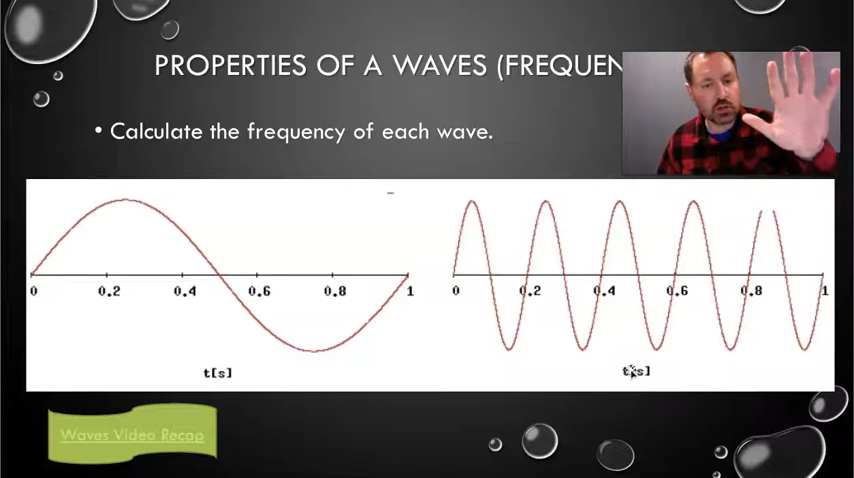 PROPERTIES OF A WAVES (FREQUEN
• Calculate the frequency of each wave.
0 0.2 0.4 0.6 0.8 1
t[s]
0 0.2 0.4 0.6 0.8 1
t[s]
Waves Video Recap